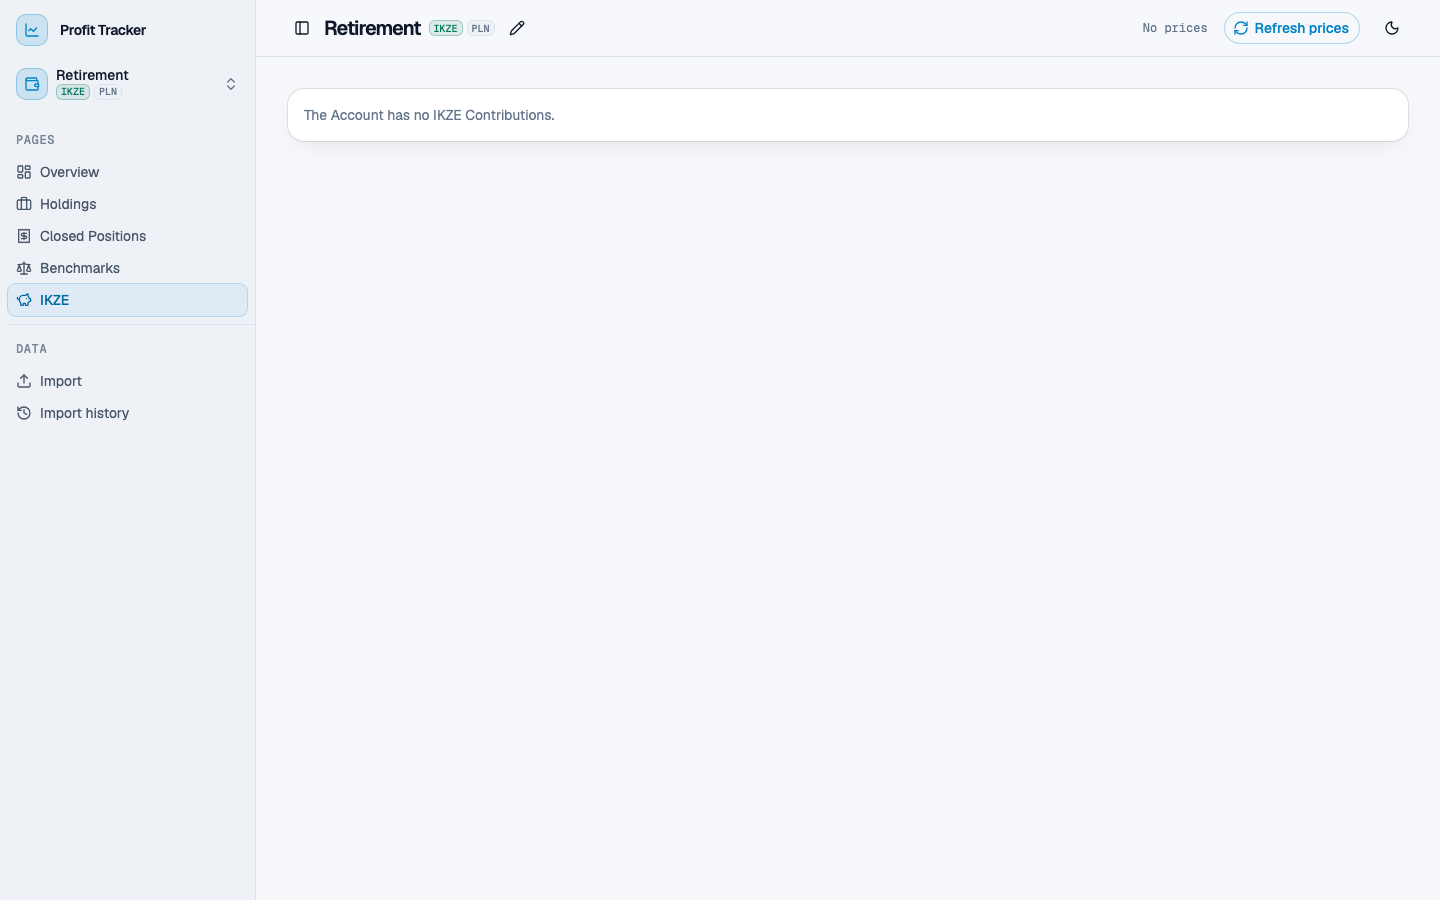 Profit Tracker
Retirement
IKZE PLN
PAGES
Overview
Holdings
Closed Positions
Benchmarks
IKZE
DATA
Import
Import history
Retirement IKZE PLN
No prices
Refresh prices
The Account has no IKZE Contributions.